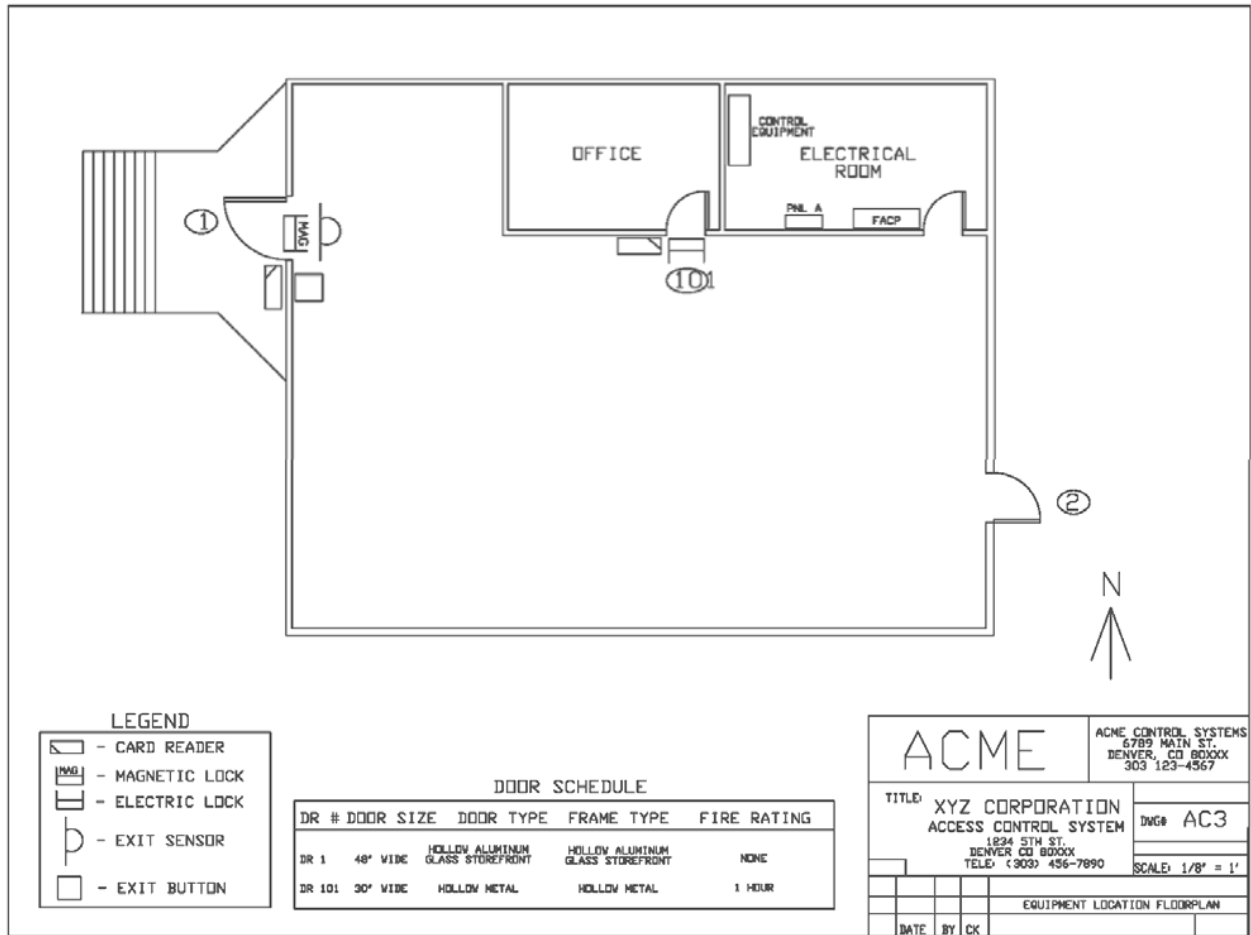 CONTROL
EQUIPMENT
OFFICE
ELECTRICAL
ROOM
1
MAG
PNL A
FACP
101
2
N
LEGEND
- CARD READER
MAG - MAGNETIC LOCK
- ELECTRIC LOCK
- EXIT SENSOR
- EXIT BUTTON
DOOR SCHEDULE
DR # DOOR SIZE DOOR TYPE FRAME TYPE FIRE RATING
DR 1 48" WIDE HOLLOW ALUMINUM GLASS STOREFRONT HOLLOW ALUMINUM GLASS STOREFRONT NONE
DR 101 30" WIDE HOLLOW METAL HOLLOW METAL 1 HOUR
ACME
ACME CONTROL SYSTEMS
6789 MAIN ST.
DENVER, CO 80XXX
303 123-4567
TITLE: XYZ CORPORATION
ACCESS CONTROL SYSTEM
1234 5TH ST.
DENVER CO 80XXX
TELE: (303) 456-7890
DWG# AC3
SCALE: 1/8" = 1'
EQUIPMENT LOCATION FLOORPLAN
DATE BY CK